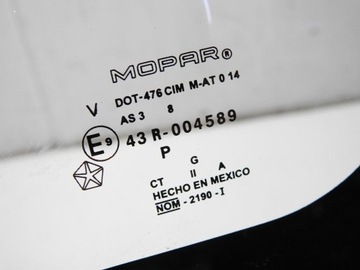 MOPAR®
V DOT-476 CIM M-AT 0 14
AS 3 8
E9 43 R-004589
P
G
CT II A
HECHO EN MEXICO
NOM-2190-I